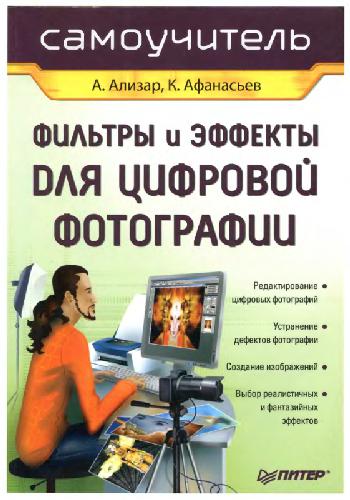 самоучитель
А. Ализар, К. Афанасьев
ФИЛЬТРЫ и ЭФФЕКТЫ
ДЛЯ ЦИФРОВОЙ
ФОТОГРАФИИ
Редактирование
цифровых фотографий
Устранение
дефектов фотографии
Создание изображений
Выбор реалистичных
и фантазийных
эффектов
ПИТЕР